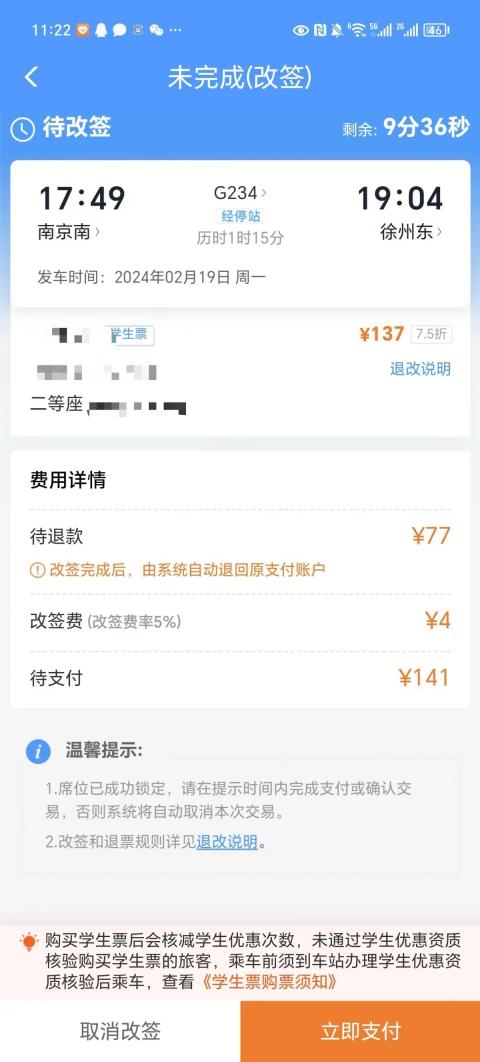 11:22
6 5G 2G 46
未完成(改签)
待改签
剩余: 9分36秒
17:49 G234 19:04
南京南 经停站 徐州东
历时1时15分
发车时间：2024年02月19日 周一
学生票 ¥137 7.5折
退改说明
二等座
费用详情
待退款 ¥77
改签完成后，由系统自动退回原支付账户
改签费 (改签费率5%) ¥4
待支付 ¥141
温馨提示:
1.席位已成功锁定，请在提示时间内完成支付或确认交
易，否则系统将自动取消本次交易。
2.改签和退票规则详见退改说明。
购买学生票后会核减学生优惠次数，未通过学生优惠资质
核验购买学生票的旅客，乘车前须到车站办理学生优惠资
质核验后乘车，查看《学生票购票须知》
取消改签 立即支付